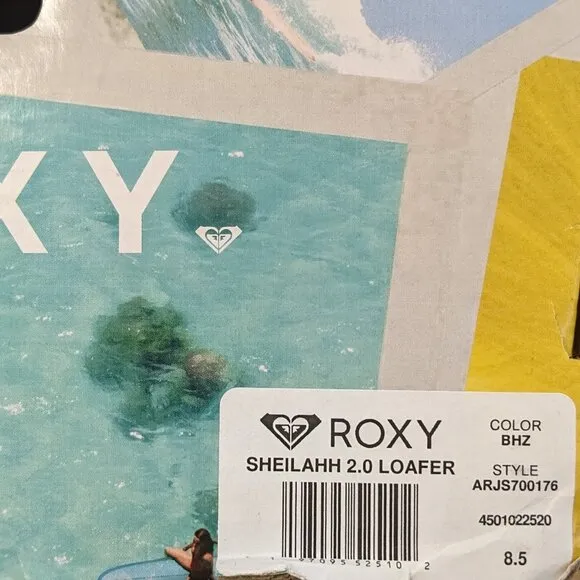 XY
ROXY
SHEILAHH 2.0 LOAFER
COLOR
BHZ
STYLE
ARJS700176
4501022520
8.5